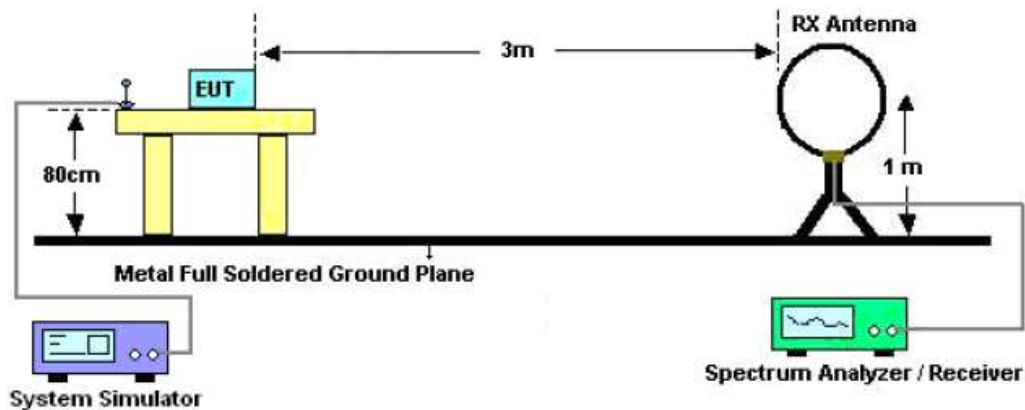 RX Antenna
3m
EUT
80cm
1 m
Metal Full Soldered Ground Plane
System Simulator
Spectrum Analyzer / Receiver